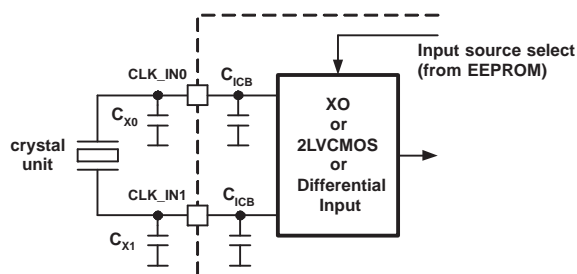 Input source select
(from EEPROM)
CLK_IN0
C_ICB
C_X0
crystal
unit
XO
or
2LVCMOS
or
Differential
Input
CLK_IN1
C_ICB
C_X1